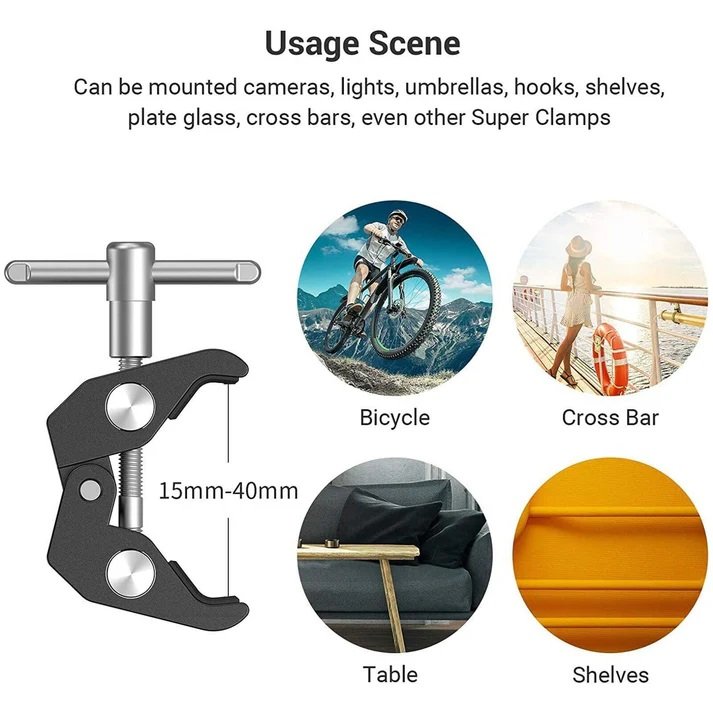 Usage Scene
Can be mounted cameras, lights, umbrellas, hooks, shelves,
plate glass, cross bars, even other Super Clamps
15mm-40mm
Bicycle
Cross Bar
Table
Shelves